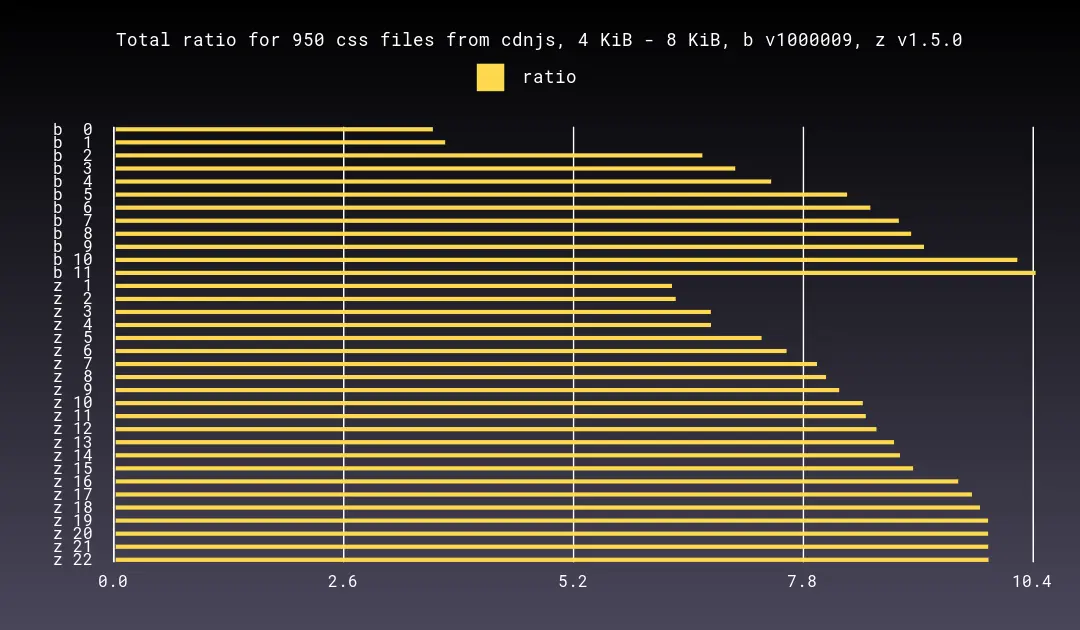 Total ratio for 950 css files from cdnjs, 4 KiB - 8 KiB, b v1000009, z v1.5.0
ratio
b  0
b  1
b  2
b  3
b  4
b  5
b  6
b  7
b  8
b  9
b 10
b 11
z  1
z  2
z  3
z  4
z  5
z  6
z  7
z  8
z  9
z 10
z 11
z 12
z 13
z 14
z 15
z 16
z 17
z 18
z 19
z 20
z 21
z 22
0.0 2.6 5.2 7.8 10.4